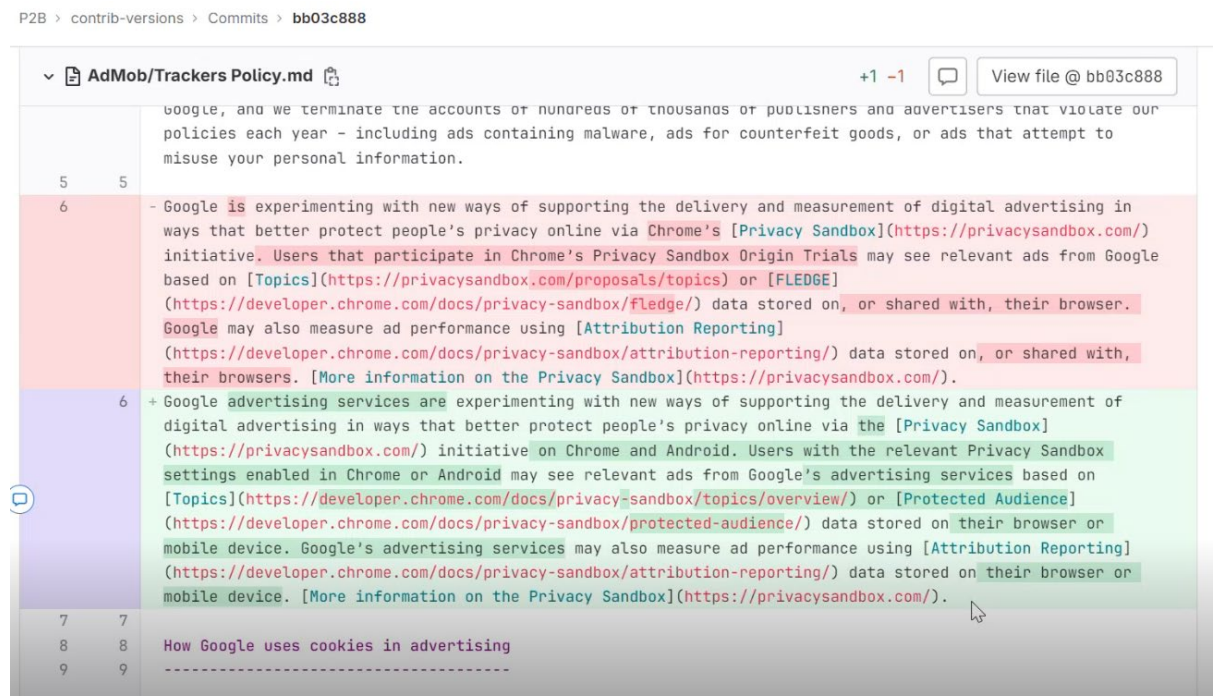 P2B > contrib-versions > Commits > bb03c888
AdMob/Trackers Policy.md +1 −1 View file @ bb03c888
Google, and we terminate the accounts of hundreds of thousands of publishers and advertisers that violate our
policies each year – including ads containing malware, ads for counterfeit goods, or ads that attempt to
misuse your personal information.
5 5
6 - Google is experimenting with new ways of supporting the delivery and measurement of digital advertising in
ways that better protect people's privacy online via Chrome's [Privacy Sandbox](https://privacysandbox.com/)
initiative. Users that participate in Chrome's Privacy Sandbox Origin Trials may see relevant ads from Google
based on [Topics](https://privacysandbox.com/proposals/topics) or [FLEDGE]
(https://developer.chrome.com/docs/privacy-sandbox/fledge/) data stored on, or shared with, their browser.
Google may also measure ad performance using [Attribution Reporting]
(https://developer.chrome.com/docs/privacy-sandbox/attribution-reporting/) data stored on, or shared with,
their browsers. [More information on the Privacy Sandbox](https://privacysandbox.com/).
6 + Google advertising services are experimenting with new ways of supporting the delivery and measurement of
digital advertising in ways that better protect people's privacy online via the [Privacy Sandbox]
(https://privacysandbox.com/) initiative on Chrome and Android. Users with the relevant Privacy Sandbox
settings enabled in Chrome or Android may see relevant ads from Google's advertising services based on
[Topics](https://developer.chrome.com/docs/privacy-sandbox/topics/overview/) or [Protected Audience]
(https://developer.chrome.com/docs/privacy-sandbox/protected-audience/) data stored on their browser or
mobile device. Google's advertising services may also measure ad performance using [Attribution Reporting]
(https://developer.chrome.com/docs/privacy-sandbox/attribution-reporting/) data stored on their browser or
mobile device. [More information on the Privacy Sandbox](https://privacysandbox.com/).
7 7
8 8 How Google uses cookies in advertising
9 9 -------------------------------------